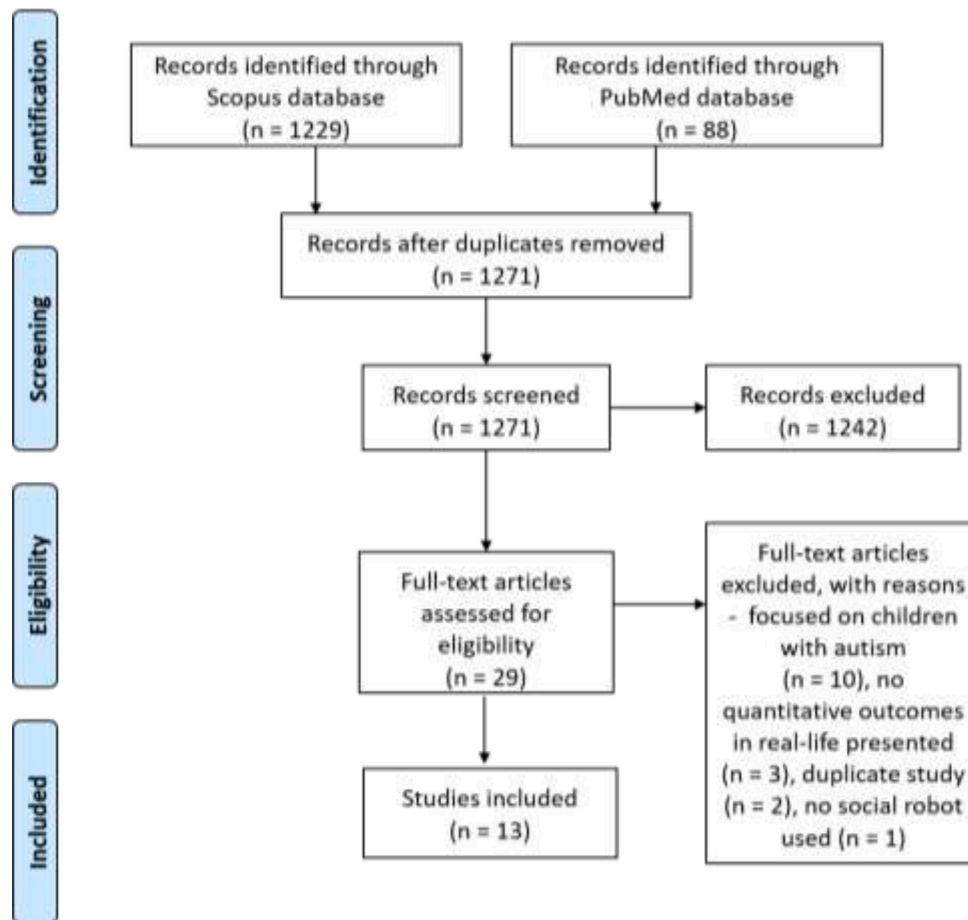 Identification
Records identified through
Scopus database
(n = 1229)
Records identified through
PubMed database
(n = 88)
Records after duplicates removed
(n = 1271)
Screening
Records screened
(n = 1271)
Records excluded
(n = 1242)
Eligibility
Full-text articles
assessed for
eligibility
(n = 29)
Full-text articles
excluded, with reasons
- focused on children
with autism
(n = 10), no
quantitative outcomes
in real-life presented
(n = 3), duplicate study
(n = 2), no social robot
used (n = 1)
Included
Studies included
(n = 13)